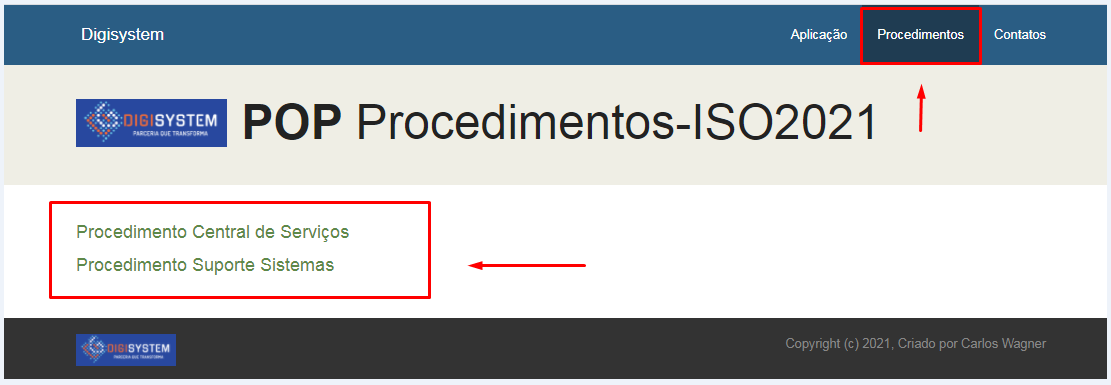 Digisystem
Aplicação
Procedimentos
Contatos
DIGISYSTEM
PARCERIA QUE TRANSFORMA
POP Procedimentos-ISO2021
Procedimento Central de Serviços
Procedimento Suporte Sistemas
DIGISYSTEM
PARCERIA QUE TRANSFORMA
Copyright (c) 2021, Criado por Carlos Wagner